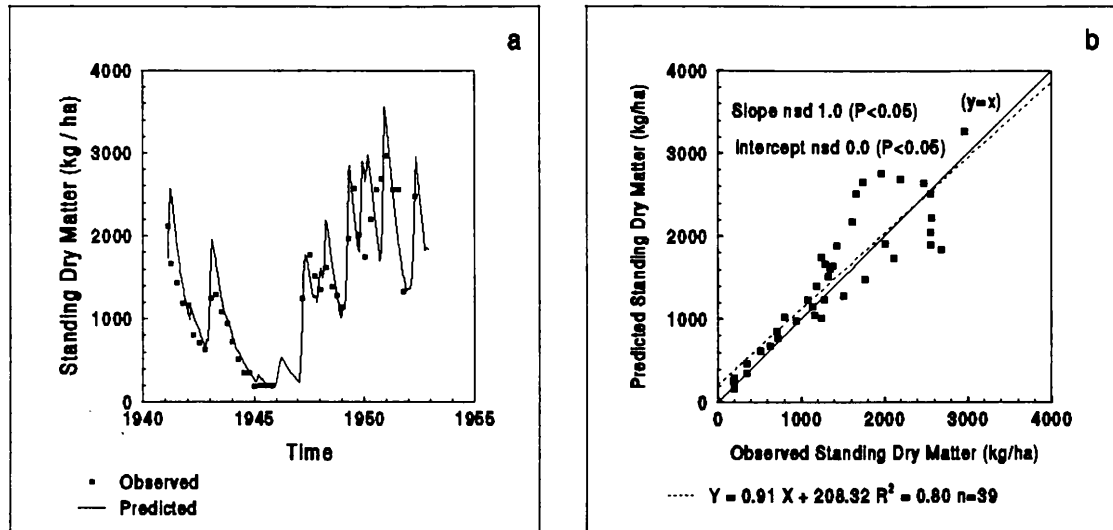 a
Standing Dry Matter (kg / ha)
4000
3000
2000
1000
0
1940
1945
1950
1955
Time
Observed
Predicted
b
Predicted Standing Dry Matter (kg/ha)
4000
3000
2000
1000
0
Slope nsd 1.0 (P<0.05)
(y=x)
Intercept nsd 0.0 (P<0.05)
0
1000
2000
3000
4000
Observed Standing Dry Matter (kg/ha)
Y = 0.91 X + 208.32 R² = 0.80 n=39